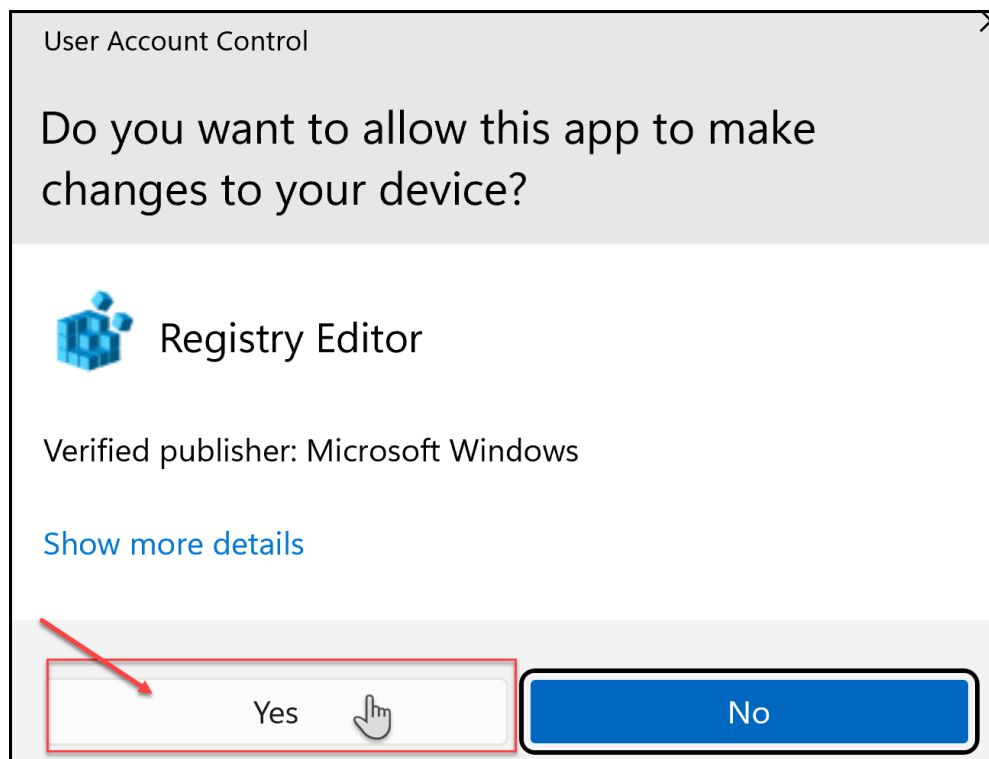 User Account Control
Do you want to allow this app to make
changes to your device?
Registry Editor
Verified publisher: Microsoft Windows
Show more details
Yes
No